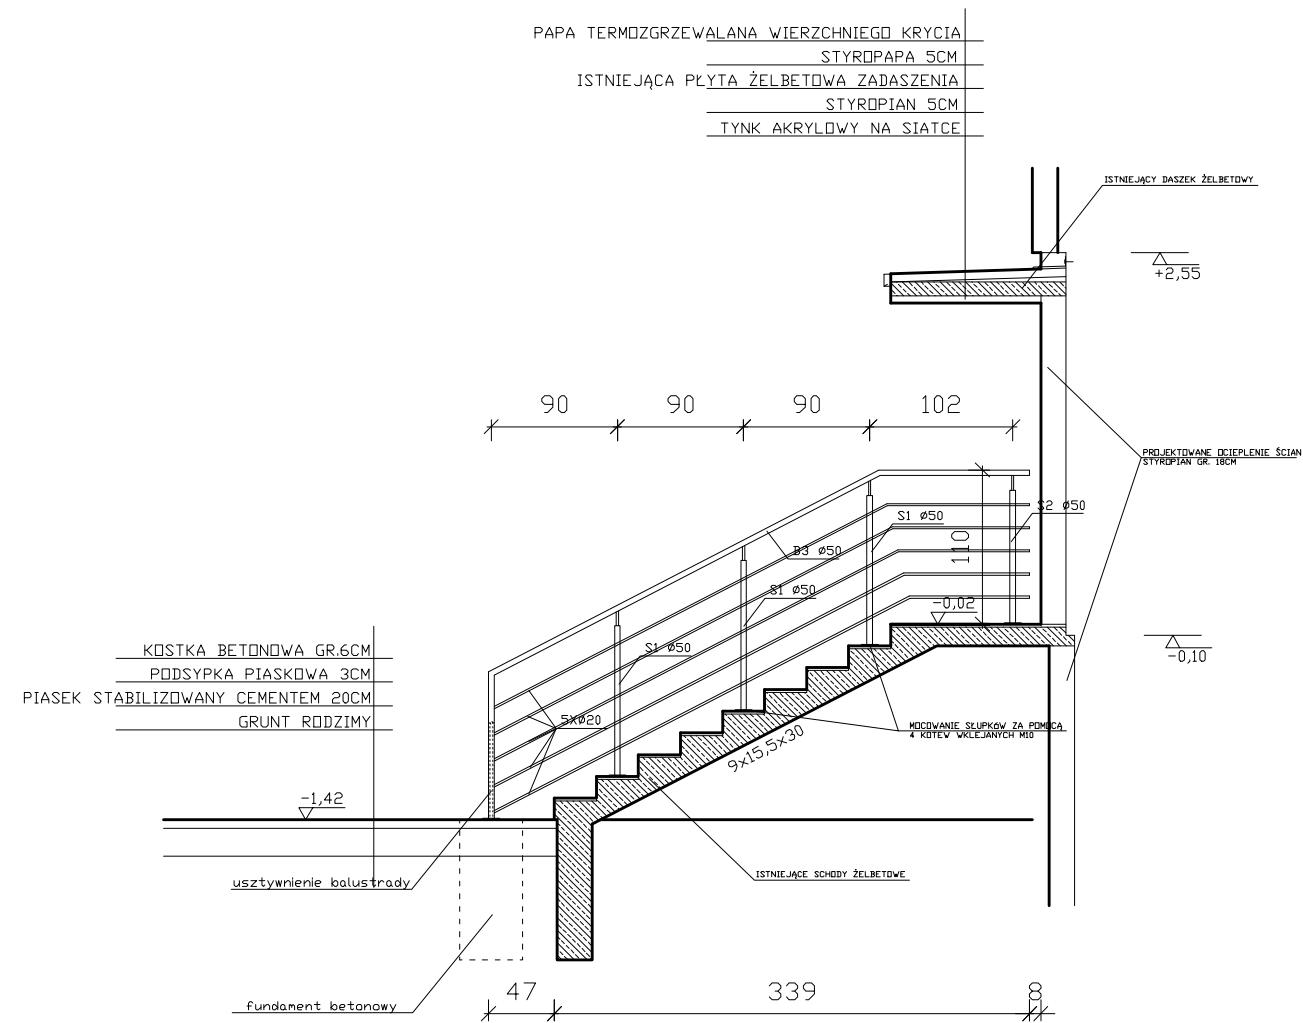 PAPA TERMOZGRZEWALANA WIERZCHNIEGO KRYCIA
STYROPAPA 5CM
ISTNIEJĄCA PŁYTA ŻELBETOWA ZADASZENIA
STYROPIAN 5CM
TYNK AKRYLOWY NA SIATCE
ISTNIEJĄCY DASZEK ŻELBETOWY
+2,55
90
90
90
102
PROJEKTOWANE OCIEPLENIE ŚCIAN
STYROPIAN GR. 18CM
S1 Ø50
S2 Ø50
B3 Ø50
110
S1 Ø50
-0,02
S1 Ø50
-0,10
KOSTKA BETONOWA GR.6CM
PODSYPKA PIASKOWA 3CM
PIASEK STABILIZOWANY CEMENTEM 20CM
GRUNT RODZIMY
5XØ20
MOCOWANIE SŁUPKÓW ZA POMOCĄ
4 KOTEW WKLEJANYCH M10
9x15,5x30
-1,42
ISTNIEJĄCE SCHODY ŻELBETOWE
usztywnienie balustrady
fundament betonowy
47
339
8